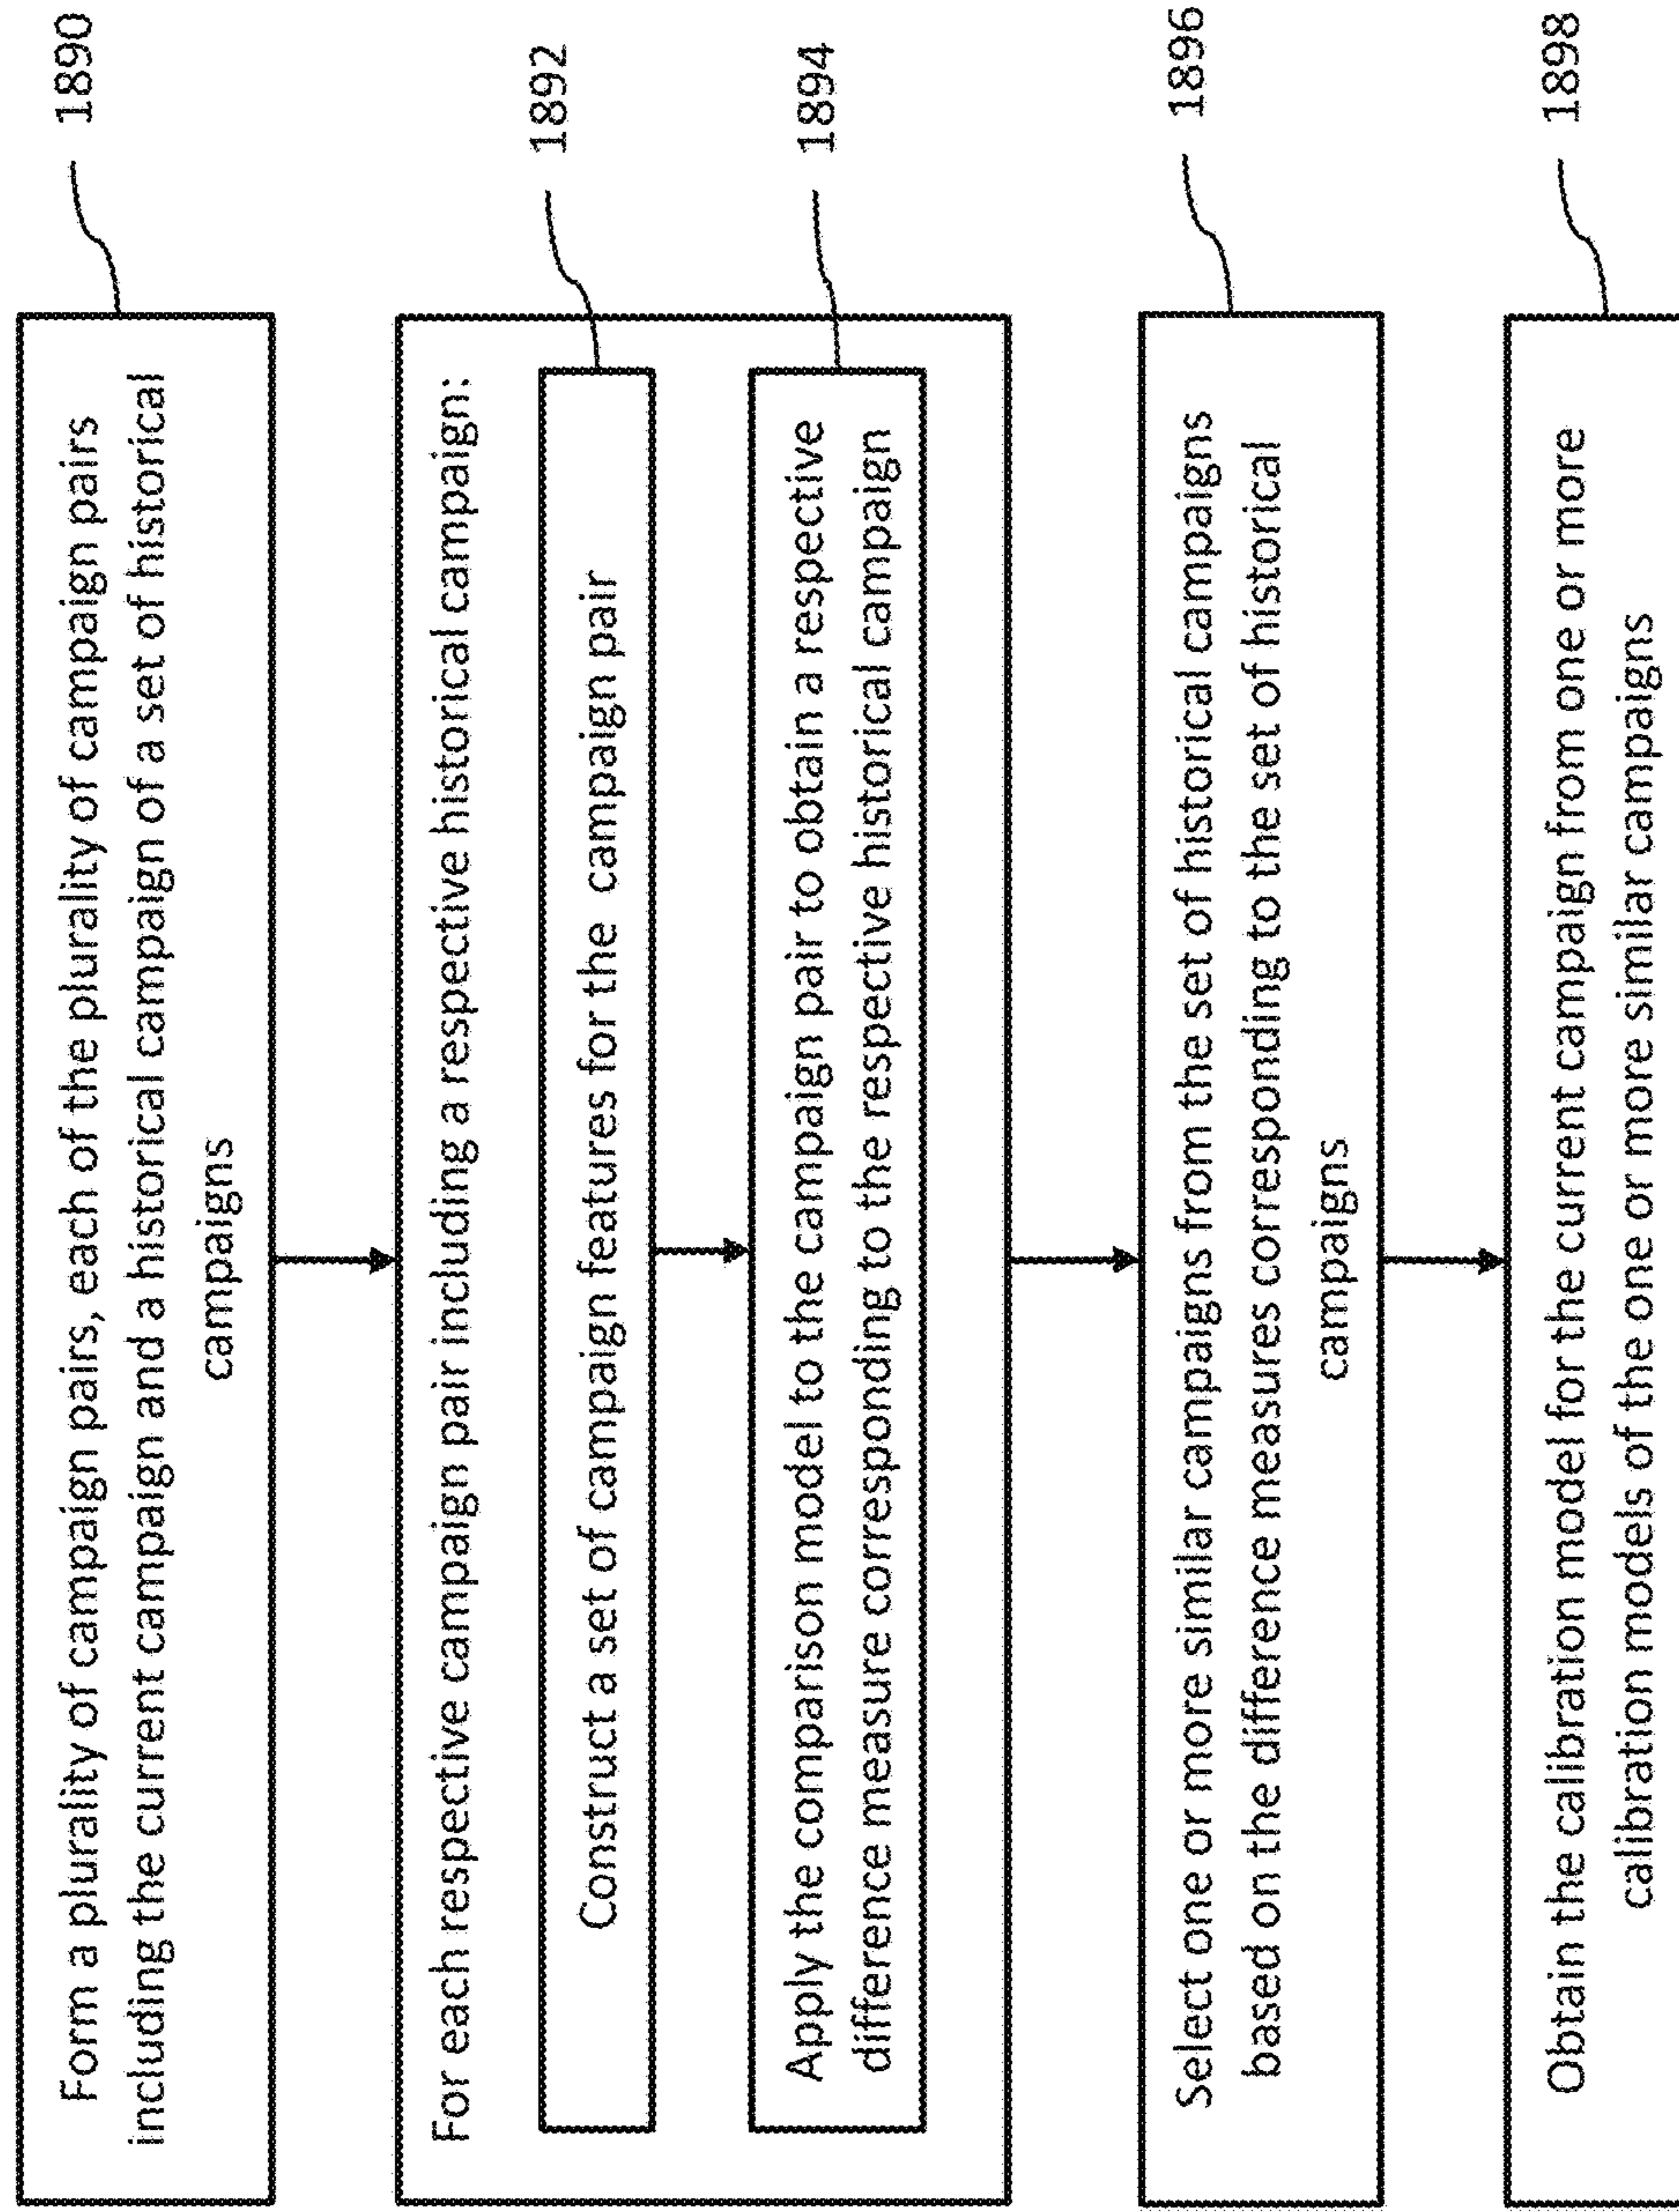 Form a plurality of campaign pairs, each of the plurality of campaign pairs
including the current campaign and a historical campaign of a set of historical
campaigns
1890
For each respective campaign pair including a respective historical campaign:
Construct a set of campaign features for the campaign pair
1892
Apply the comparison model to the campaign pair to obtain a respective
difference measure corresponding to the respective historical campaign
1894
Select one or more similar campaigns from the set of historical campaigns
based on the difference measures corresponding to the set of historical
campaigns
1896
Obtain the calibration model for the current campaign from one or more
calibration models of the one or more similar campaigns
1898